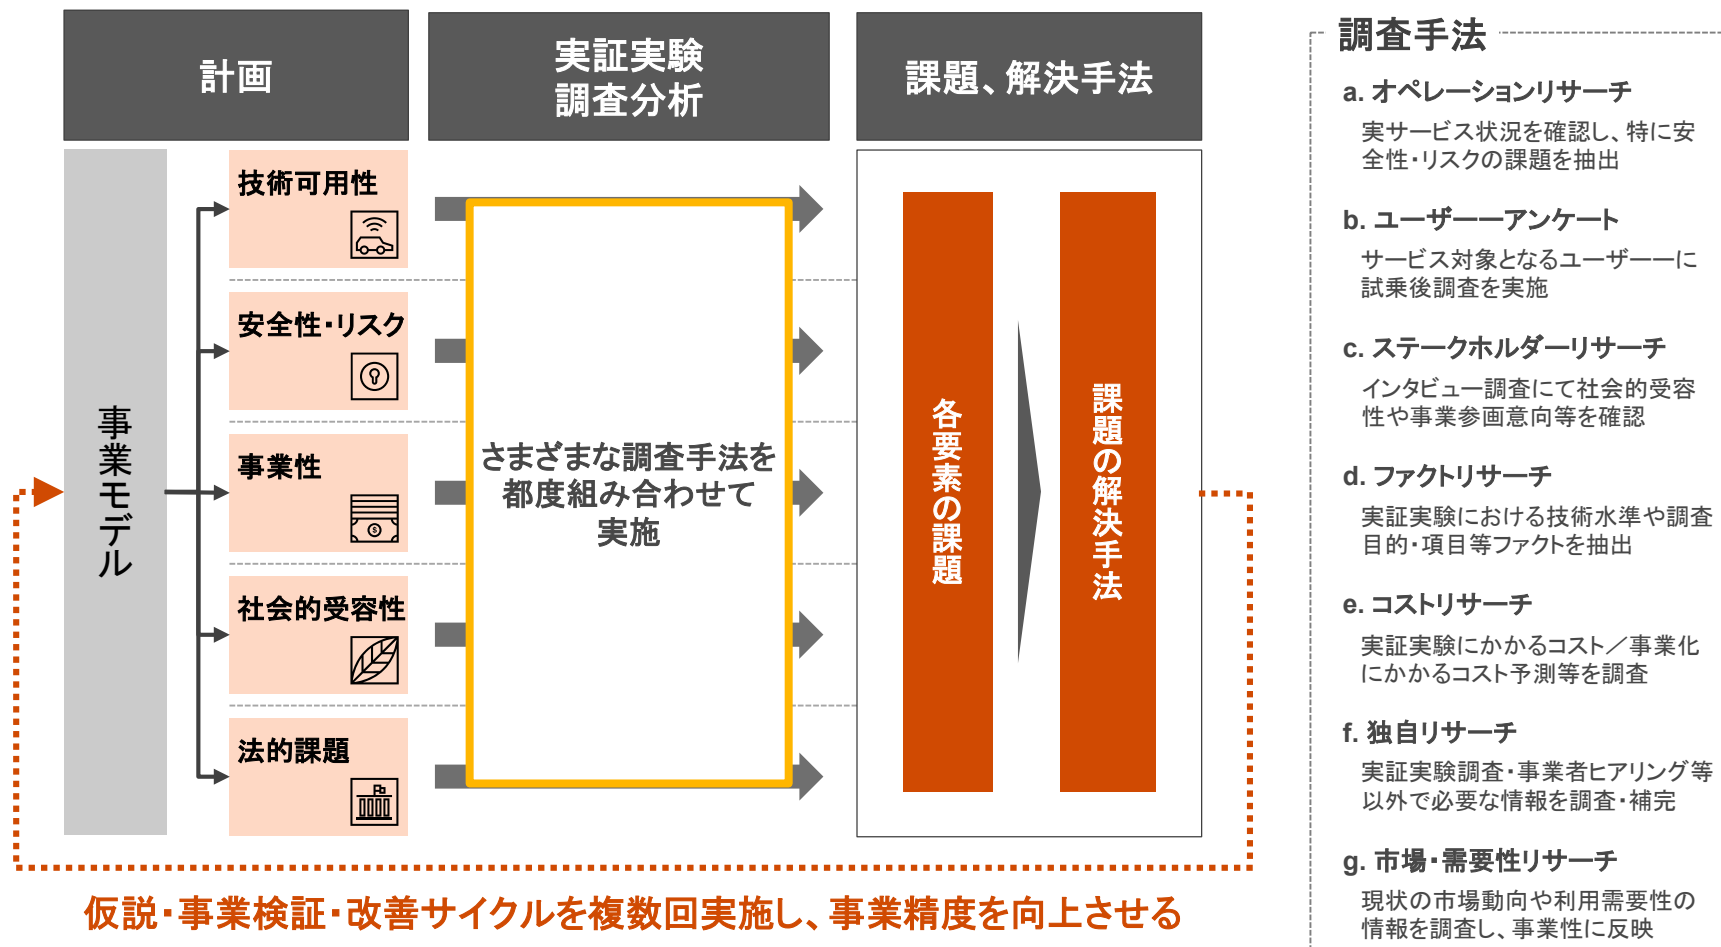 計画
実証実験
調査分析
課題、解決手法
事業モデル
技術可用性
安全性・リスク
事業性
社会的受容性
法的課題
さまざまな調査手法を
都度組み合わせて
実施
各要素の課題
課題の解決手法
仮説・事業検証・改善サイクルを複数回実施し、事業精度を向上させる
調査手法
a. オペレーションリサーチ
実サービス状況を確認し、特に安
全性・リスクの課題を抽出
b. ユーザーーアンケート
サービス対象となるユーザーーに
試乗後調査を実施
c. ステークホルダーリサーチ
インタビュー調査にて社会的受容
性や事業参画意向等を確認
d. ファクトリサーチ
実証実験における技術水準や調査
目的・項目等ファクトを抽出
e. コストリサーチ
実証実験にかかるコスト／事業化
にかかるコスト予測等を調査
f. 独自リサーチ
実証実験調査・事業者ヒアリング等
以外で必要な情報を調査・補完
g. 市場・需要性リサーチ
現状の市場動向や利用需要性の
情報を調査し、事業性に反映